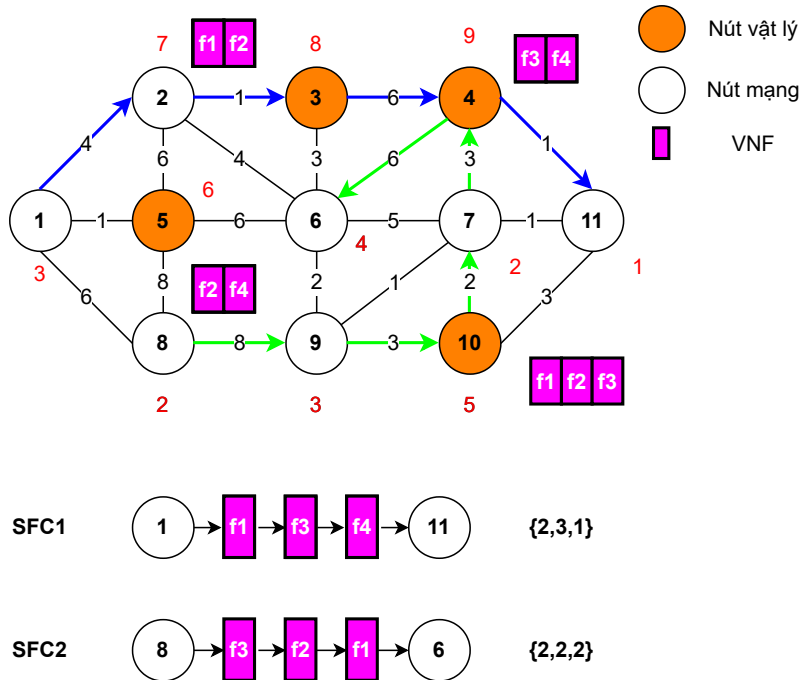 7 f1 f2 8 9 f3 f4 Nút vật lý
2 1 3 6 4 Nút mạng
4 6 4 3 6 3 1 VNF
1 1 5 6 6 6 5 7 1 11
3 4 2 1
6 8 f2 f4 2 1 2 3
8 8 9 3 10
2 3 5 f1 f2 f3
SFC1 1 f1 f3 f4 11 {2,3,1}
SFC2 8 f3 f2 f1 6 {2,2,2}